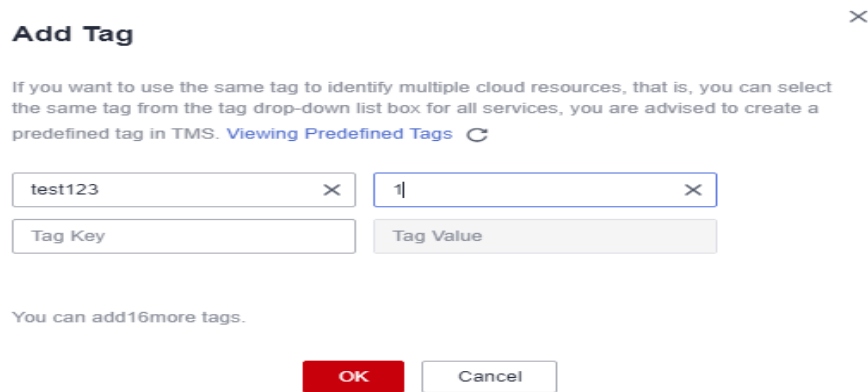 Add Tag
If you want to use the same tag to identify multiple cloud resources, that is, you can select
the same tag from the tag drop-down list box for all services, you are advised to create a
predefined tag in TMS. Viewing Predefined Tags
test123 1
Tag Key Tag Value
You can add16more tags.
OK Cancel